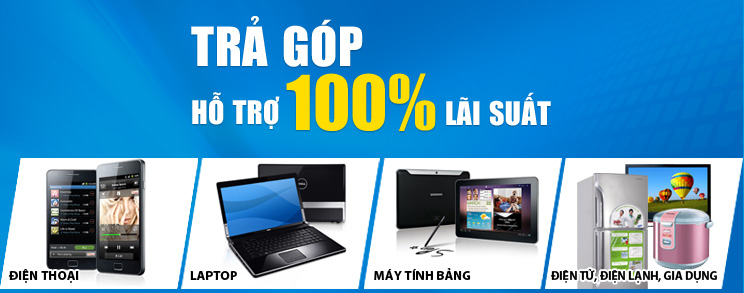 TRẢ GÓP
HỖ TRỢ 100% LÃI SUẤT
ĐIỆN THOẠI
LAPTOP
MÁY TÍNH BẢNG
ĐIỆN TỬ, ĐIỆN LẠNH, GIA DỤNG